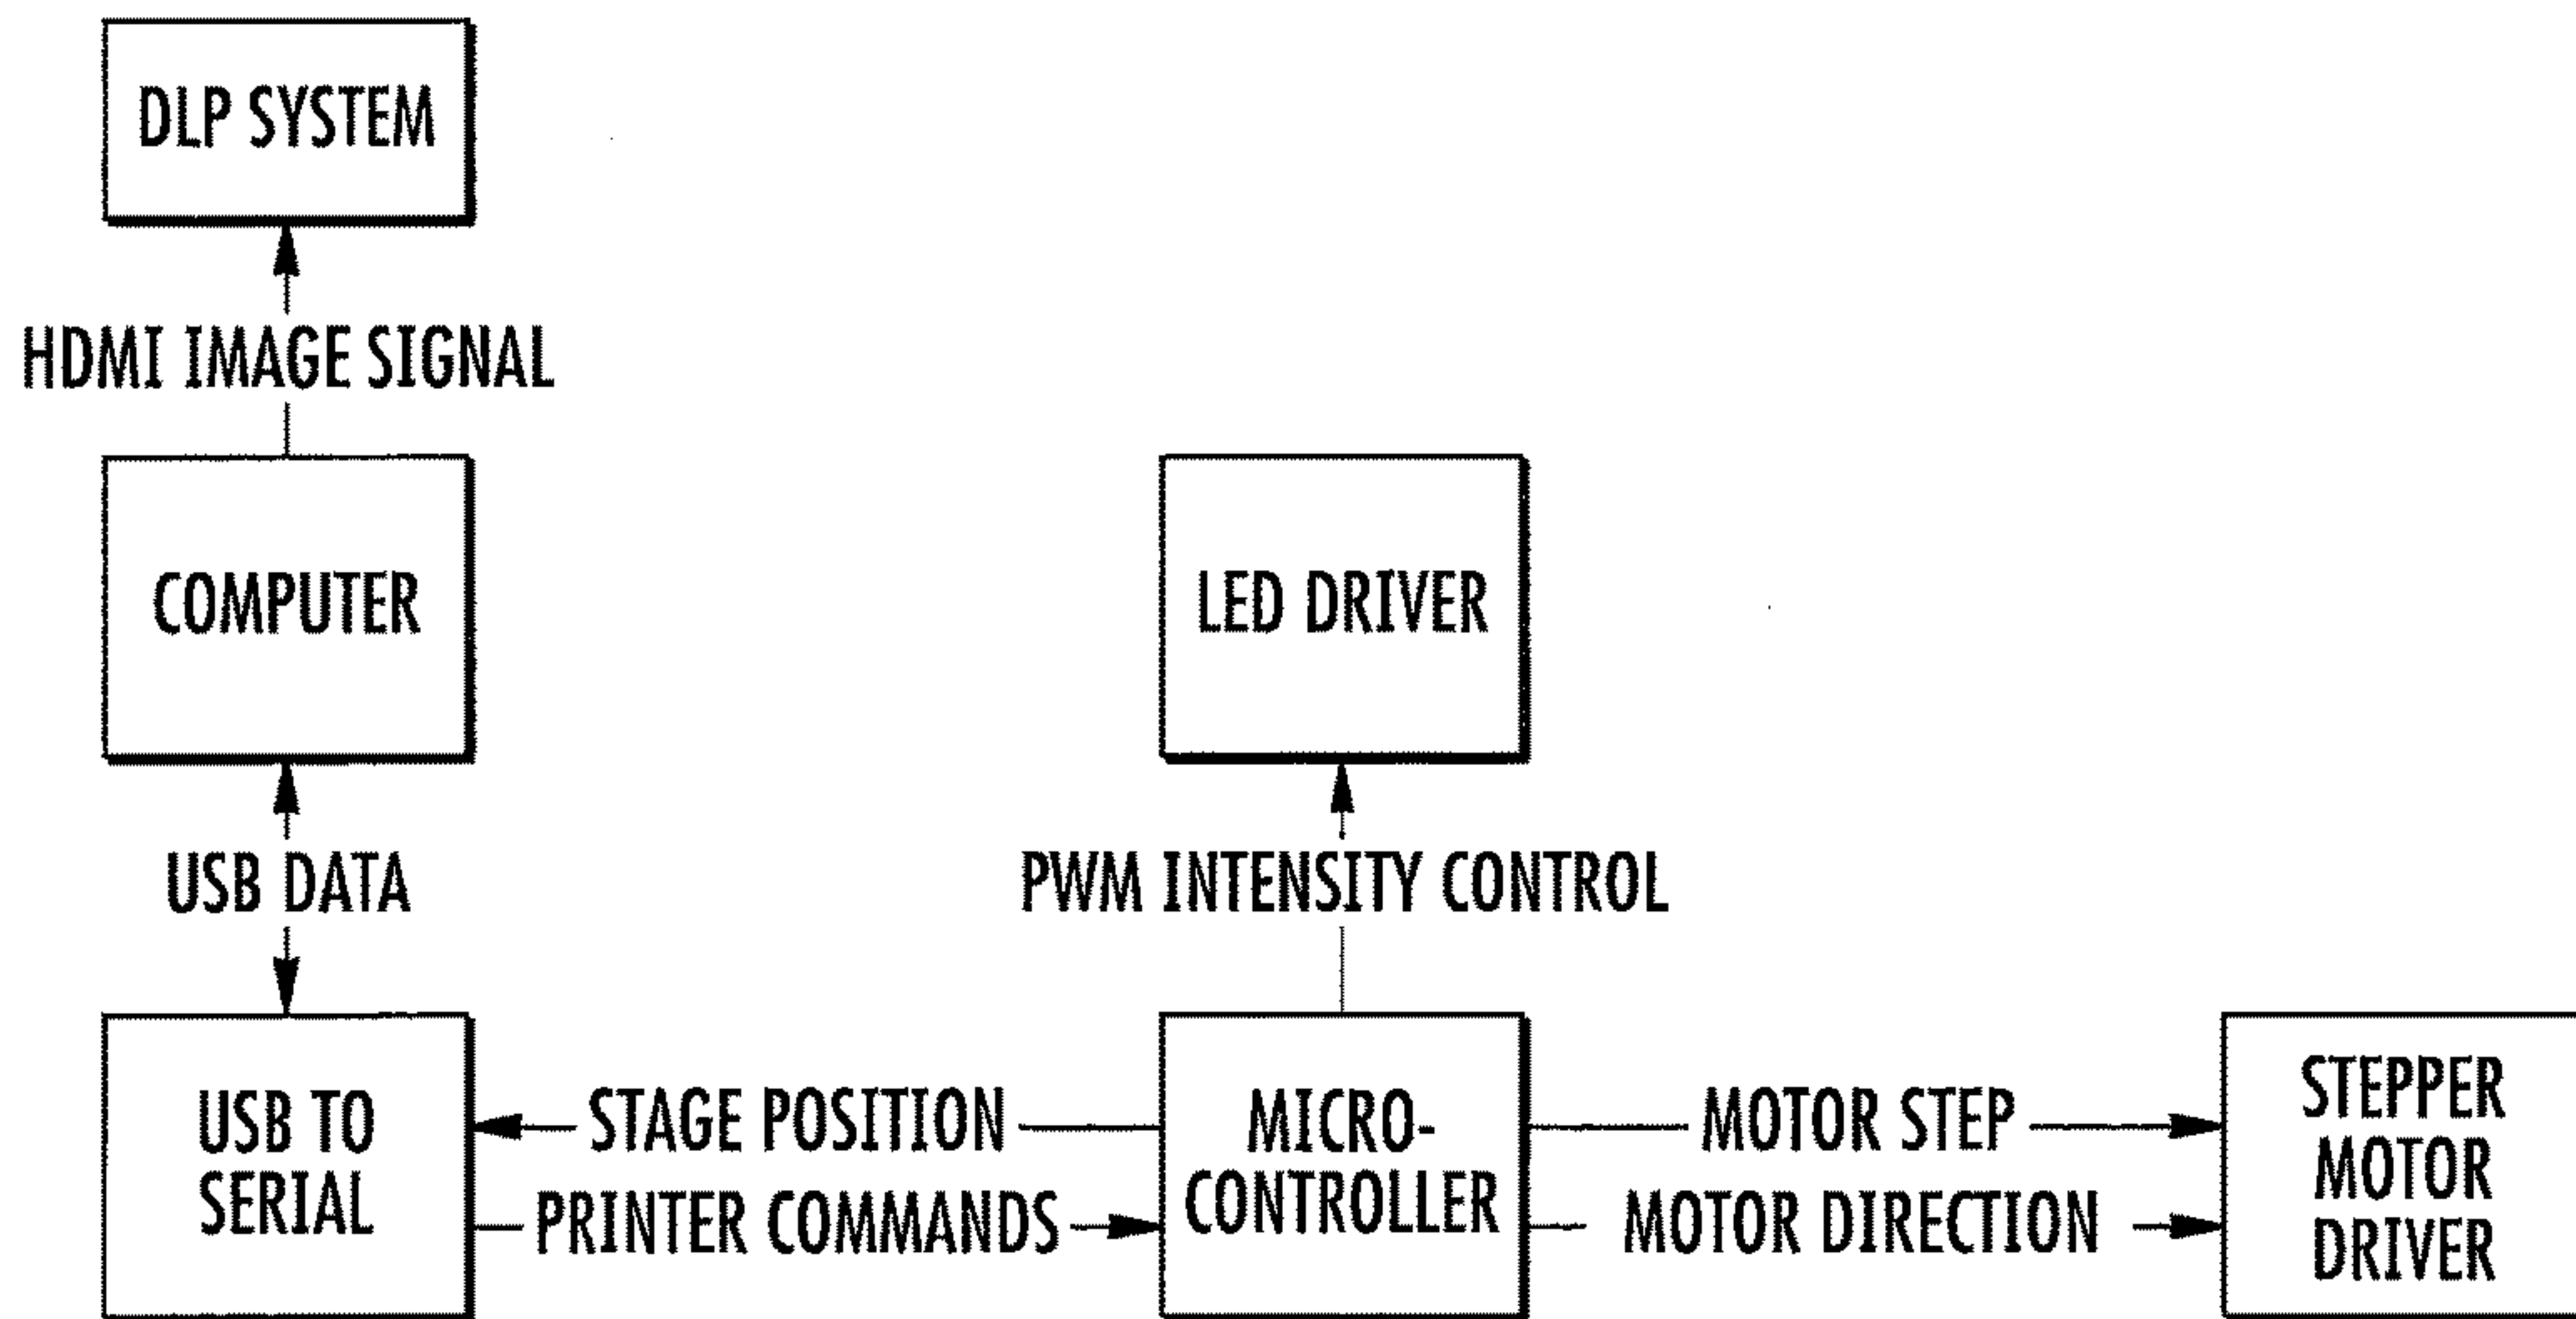 DLP SYSTEM
HDMI IMAGE SIGNAL
COMPUTER
LED DRIVER
USB DATA
PWM INTENSITY CONTROL
USB TO
SERIAL
STAGE POSITION
PRINTER COMMANDS
MICRO-
CONTROLLER
MOTOR STEP
MOTOR DIRECTION
STEPPER
MOTOR
DRIVER